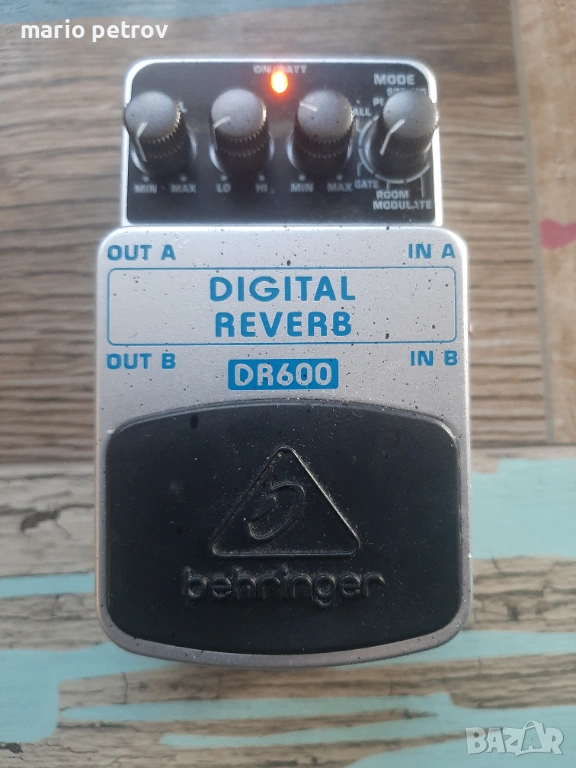 mario petrov
ON/BATT
MODE
MIN MAX LO HI MIN MAX
GATE
ROOM
MODULATE
OUT A IN A
DIGITAL
REVERB
OUT B IN B
DR600
behringer
BAZAR